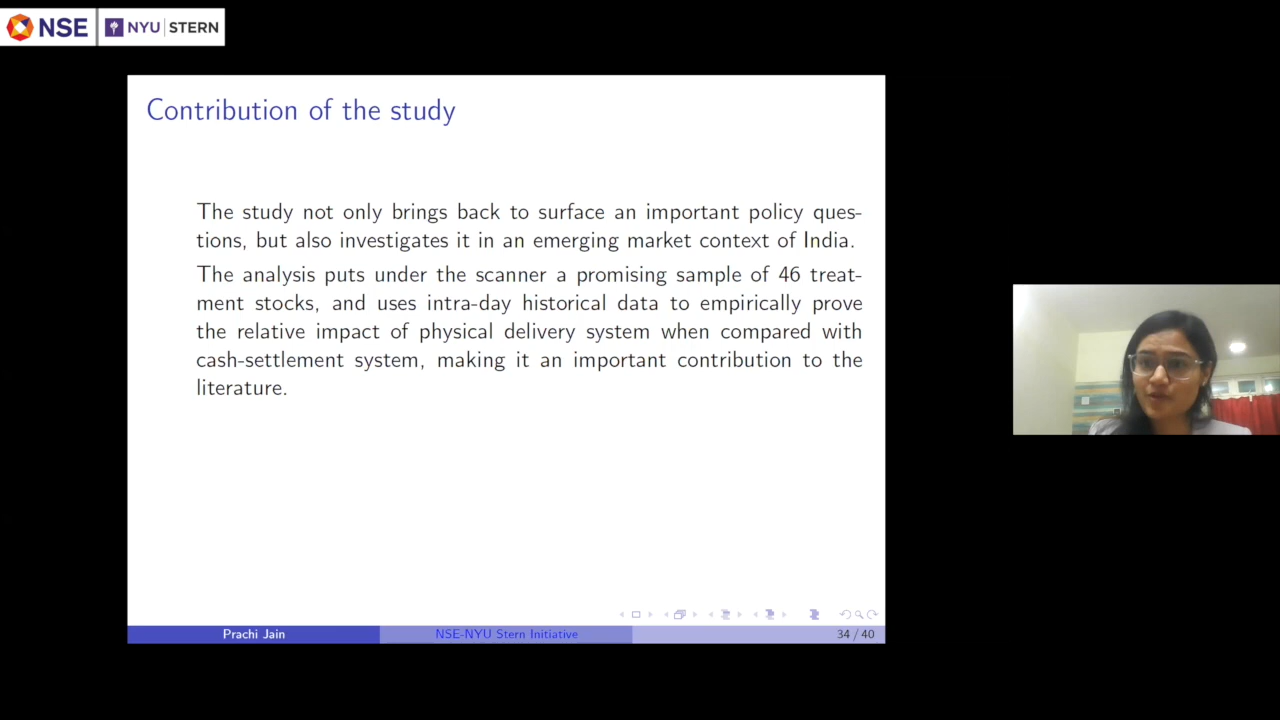 NSE NYU STERN
Contribution of the study
The study not only brings back to surface an important policy ques-
tions, but also investigates it in an emerging market context of India.
The analysis puts under the scanner a promising sample of 46 treat-
ment stocks, and uses intra-day historical data to empirically prove
the relative impact of physical delivery system when compared with
cash-settlement system, making it an important contribution to the
literature.
Prachi Jain NSE-NYU Stern Initiative 34 / 40